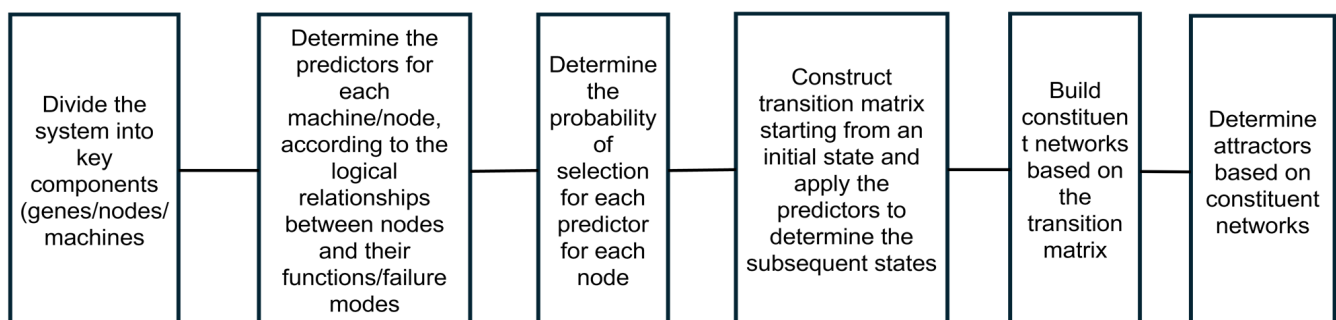 Divide the
system into
key
components
(genes/nodes/
machines
Determine the
predictors for
each
machine/node,
according to the
logical
relationships
between nodes
and their
functions/failure
modes
Determine
the
probability
of
selection
for each
predictor
for each
node
Construct
transition matrix
starting from an
initial state and
apply the
predictors to
determine the
subsequent states
Build
constituen
t networks
based on
the
transition
matrix
Determine
attractors
based on
constituent
networks